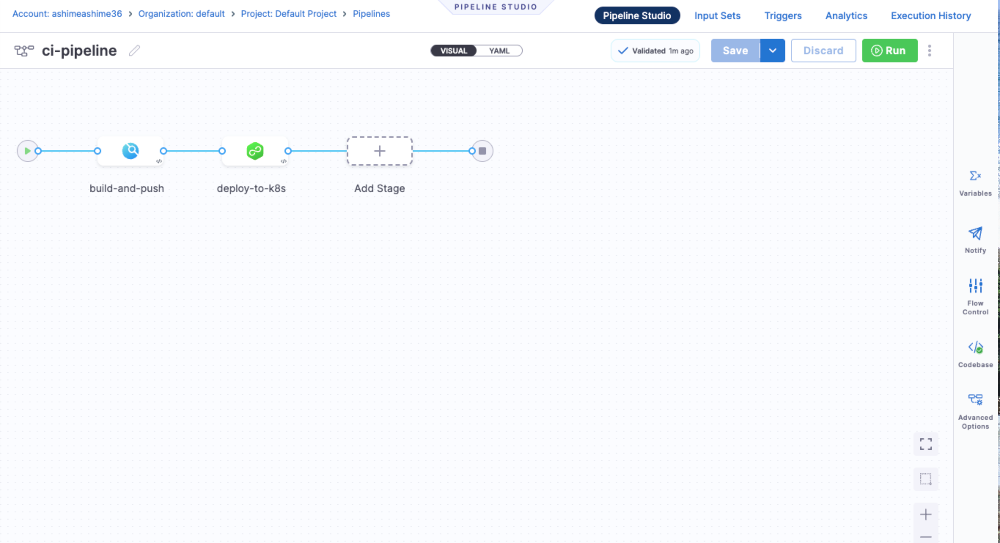 PIPELINE STUDIO
Account: ashimeashime36 > Organization: default > Project: Default Project > Pipelines
Pipeline Studio
Input Sets
Triggers
Analytics
Execution History
ci-pipeline
VISUAL
YAML
Validated 1m ago
Save
Discard
Run
build-and-push
deploy-to-k8s
Add Stage
Variables
Notify
Flow
Control
Codebase
Advanced
Options